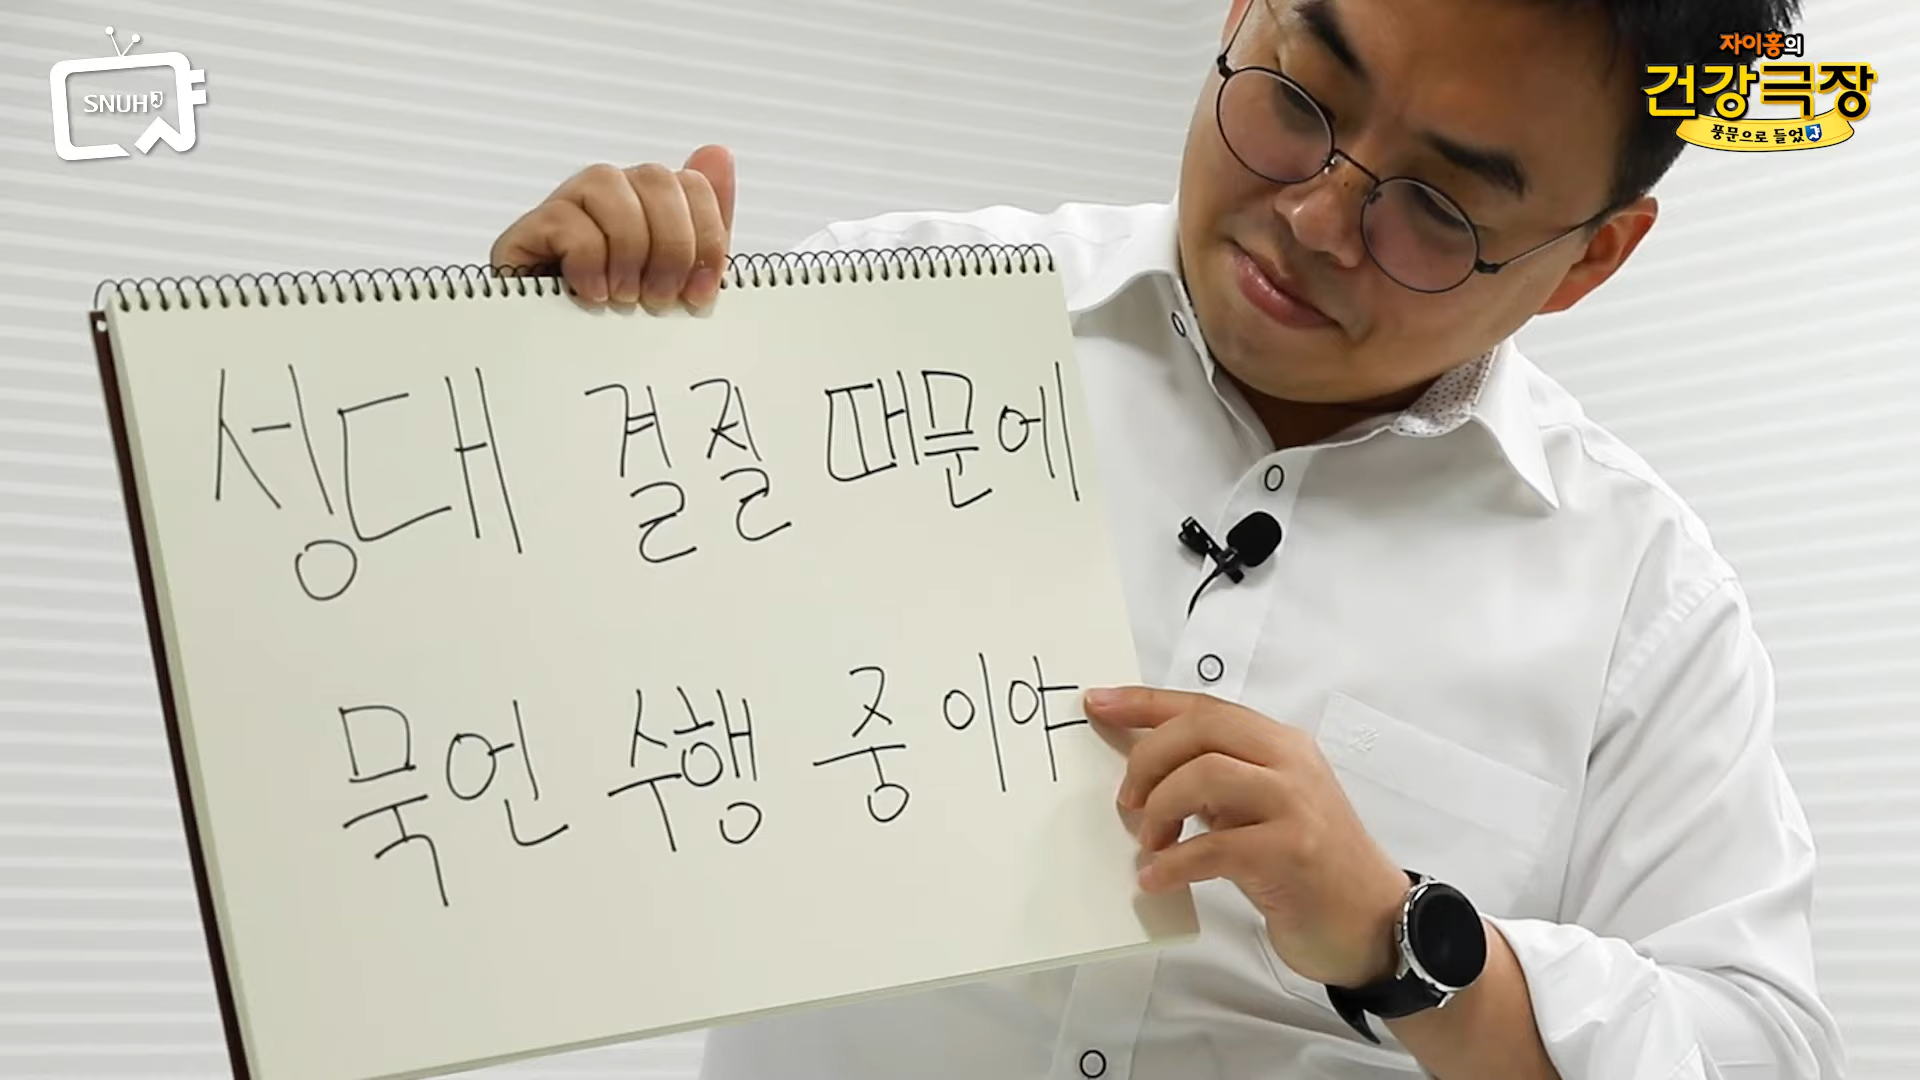 SNUH
자이홍의
건강극장
풍문으로 들었
성대 결절 때문에
묵언 수행 중이야